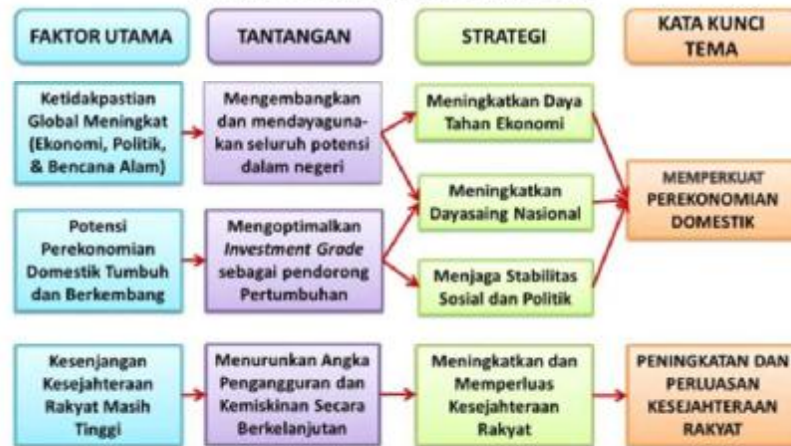 FAKTOR UTAMA
TANTANGAN
STRATEGI
KATA KUNCI
TEMA
Ketidakpastian
Global Meningkat
(Ekonomi, Politik,
& Bencana Alam)
Mengembangkan
dan mendayaguna-
kan seluruh potensi
dalam negeri
Meningkatkan Daya
Tahan Ekonomi
Meningkatkan
Dayasaing Nasional
MEMPERKUAT
PEREKONOMIAN
DOMESTIK
Potensi
Perekonomian
Domestik Tumbuh
dan Berkembang
Mengoptimalkan
Investment Grade
sebagai pendorong
Pertumbuhan
Menjaga Stabilitas
Sosial dan Politik
Kesenjangan
Kesejahteraan
Rakyat Masih
Tinggi
Menurunkan Angka
Pengangguran dan
Kemiskinan Secara
Berkelanjutan
Meningkatkan dan
Memperluas
Kesejahteraan
Rakyat
PENINGKATAN DAN
PERLUASAN
KESEJAHTERAAN
RAKYAT